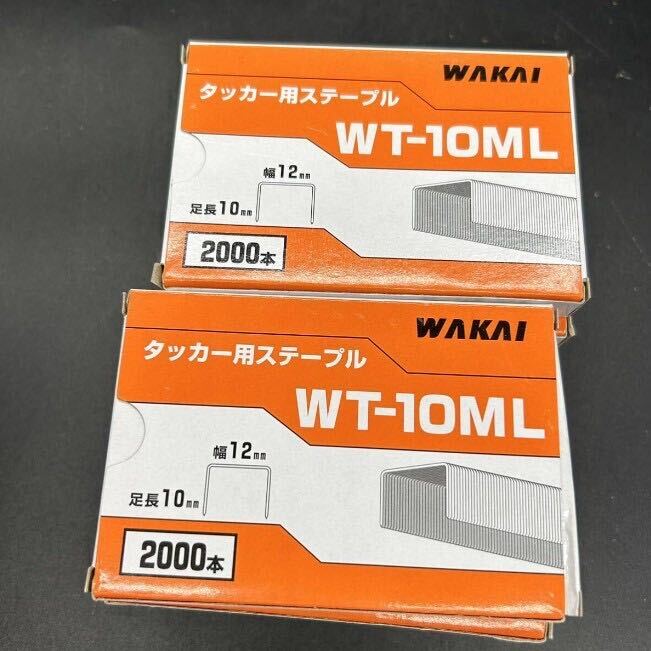 WAKAI
タッカー用ステープル
WT-10ML
幅12mm
足長10mm
2000本
WAKAI
タッカー用ステープル
WT-10ML
幅12mm
足長10mm
2000本